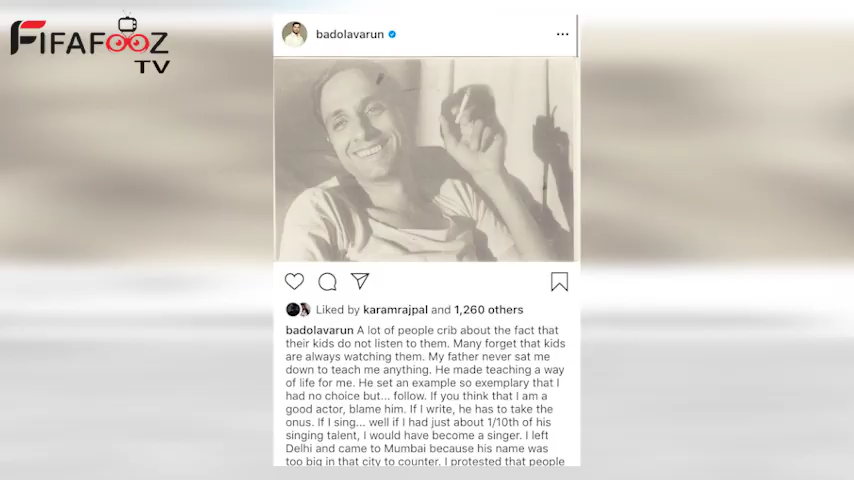 FIFAFOOZ
TV
badolavarun
Liked by karamrajpal and 1,260 others
badolavarun A lot of people crib about the fact that
their kids do not listen to them. Many forget that kids
are always watching them. My father never sat me
down to teach me anything. He made teaching a way
of life for me. He set an example so exemplary that I
had no choice but... follow. If you think that I am a
good actor, blame him. If I write, he has to take the
onus. If I sing... well if I had just about 1/10th of his
singing talent, I would have become a singer. I left
Delhi and came to Mumbai because his name was
too big in that city to counter. I protested that people